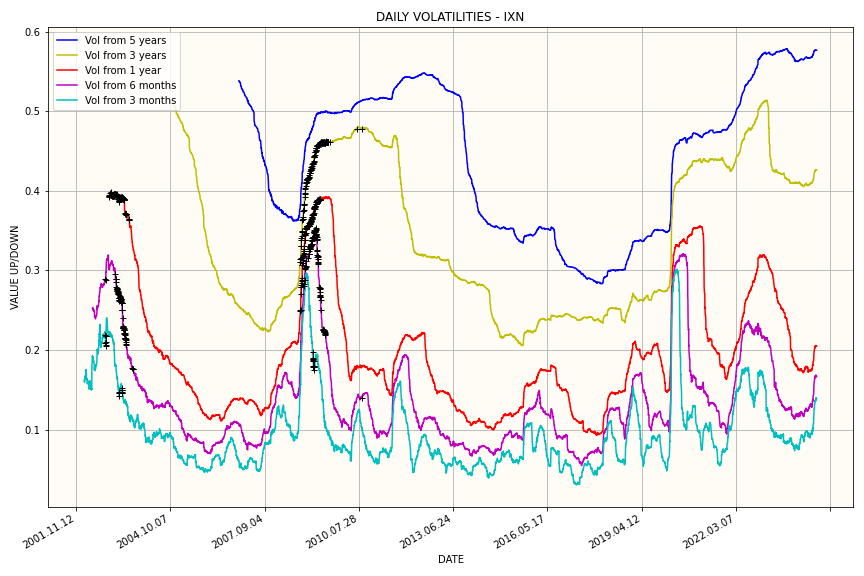 DAILY VOLATILITIES - IXN
Vol from 5 years
Vol from 3 years
Vol from 1 year
Vol from 6 months
Vol from 3 months
0.6
0.5
0.4
0.3
0.2
0.1
VALUE UP/DOWN
2001.11.12
2004.10.07
2007.09.04
2010.07.28
2013.06.24
2016.05.17
2019.04.12
2022.03.07
DATE